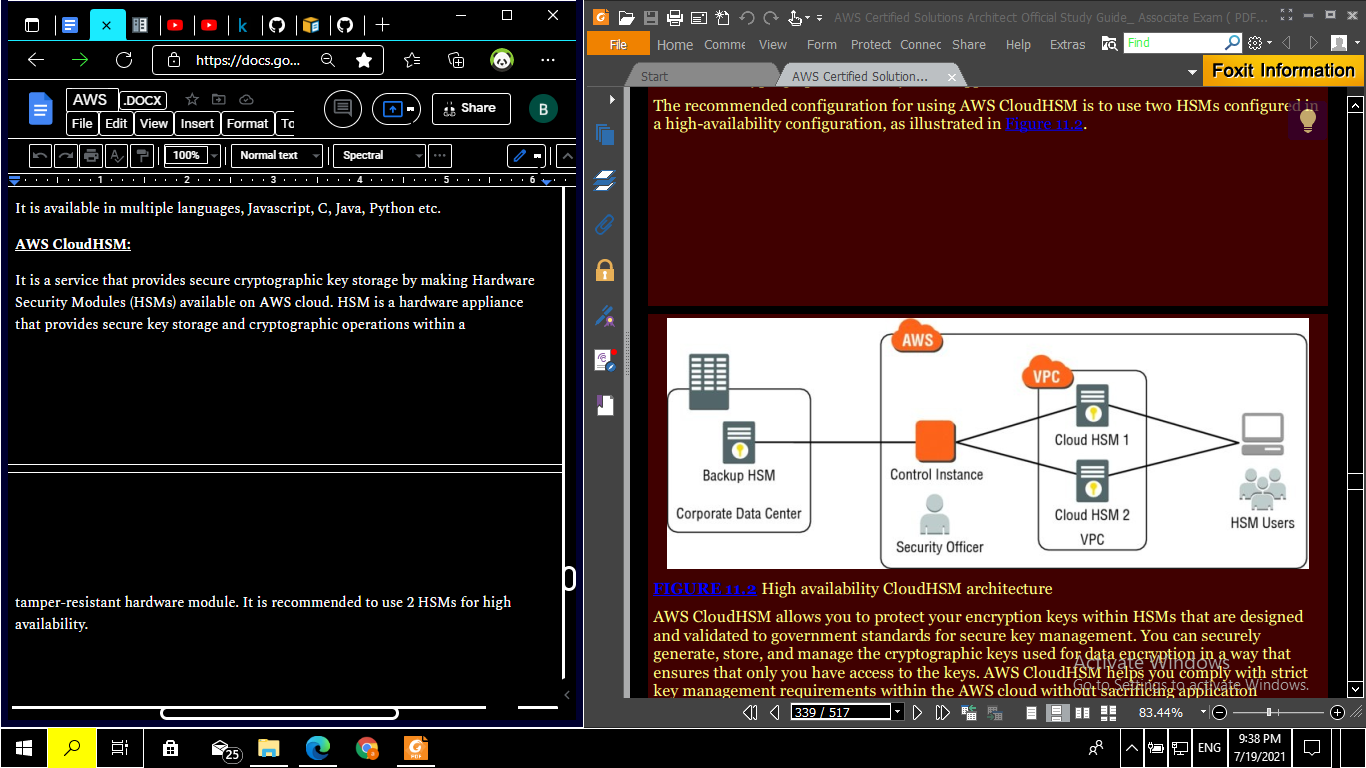 https://docs.go...
AWS .DOCX
Share
B
File Edit View Insert Format To
100% Normal text Spectral
1 2 3 4 5 6
It is available in multiple languages, Javascript, C, Java, Python etc.
AWS CloudHSM:
It is a service that provides secure cryptographic key storage by making Hardware
Security Modules (HSMs) available on AWS cloud. HSM is a hardware appliance
that provides secure key storage and cryptographic operations within a
tamper-resistant hardware module. It is recommended to use 2 HSMs for high
availability.
AWS Certified Solutions Architect Official Study Guide_ Associate Exam ( PDF...
File Home Comme View Form Protect Connec Share Help Extras Find
Start AWS Certified Solution...
Foxit Information
The recommended configuration for using AWS CloudHSM is to use two HSMs configured in
a high-availability configuration, as illustrated in Figure 11.2.
AWS
VPC
Cloud HSM 1
Backup HSM
Control Instance
Corporate Data Center
Cloud HSM 2
HSM Users
VPC
Security Officer
FIGURE 11.2 High availability CloudHSM architecture
AWS CloudHSM allows you to protect your encryption keys within HSMs that are designed
and validated to government standards for secure key management. You can securely
generate, store, and manage the cryptographic keys used for data encryption in a way that
ensures that only you have access to the keys. AWS CloudHSM helps you comply with strict
key management requirements within the AWS cloud without sacrificing application
Activate Windows
Go to Settings to activate Windows.
339 / 517
83.44%
25
ENG
9:38 PM
7/19/2021